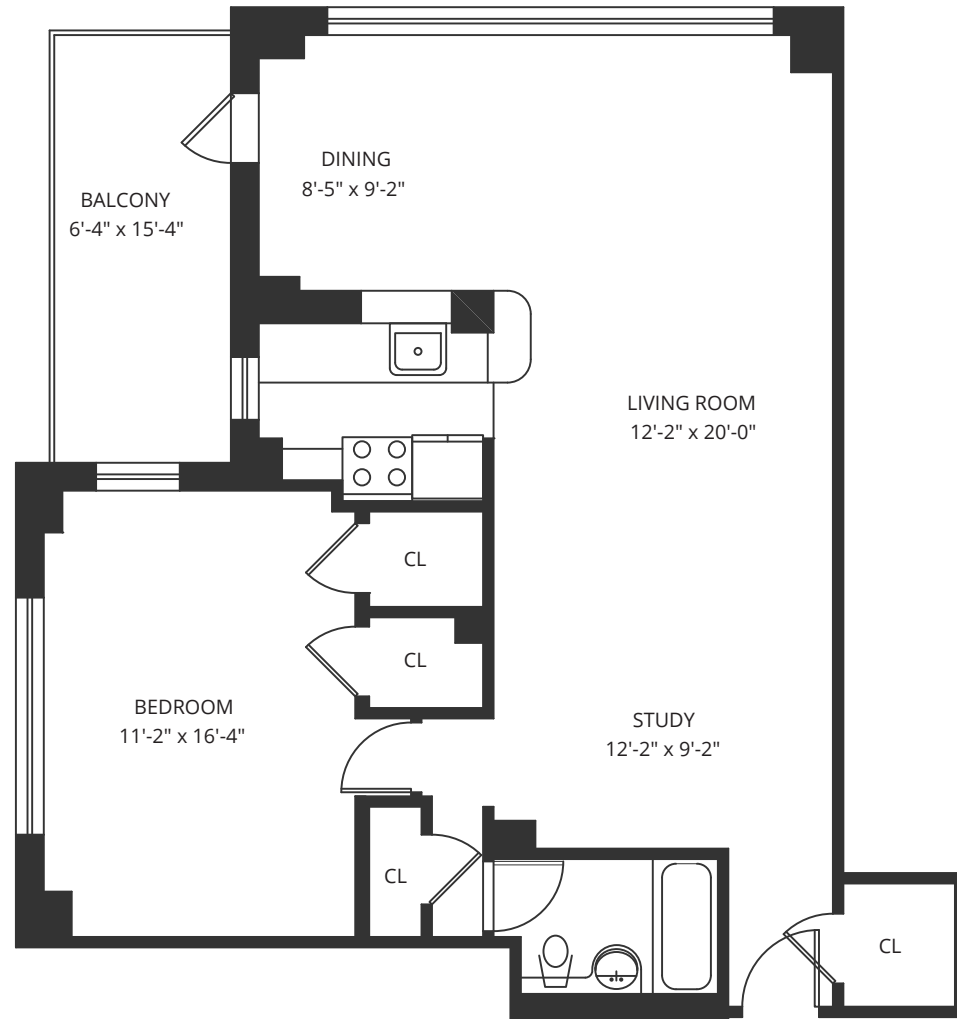 DINING
8'-5" x 9'-2"
BALCONY
6'-4" x 15'-4"
LIVING ROOM
12'-2" x 20'-0"
CL
CL
BEDROOM
11'-2" x 16'-4"
STUDY
12'-2" x 9'-2"
CL
CL